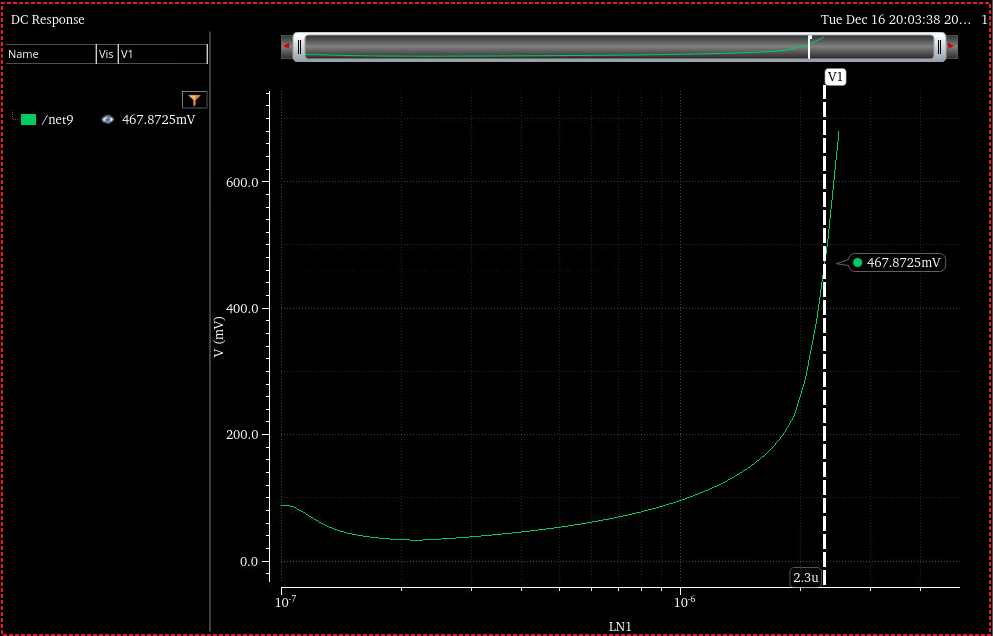 DC Response
Tue Dec 16 20:03:38 20... 1
Name Vis V1
/net9 467.8725mV
V1
600.0
467.8725mV
400.0
V (mV)
200.0
0.0
2.3u
10-7
10-6
LN1